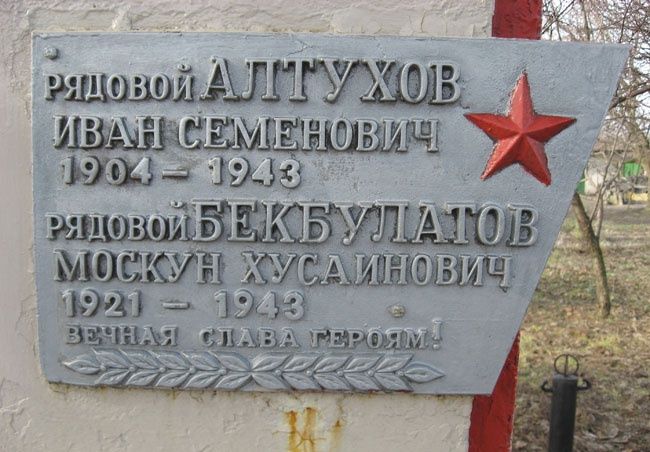 РЯДОВОЙ АЛТУХОВ
ИВАН СЕМЕНОВИЧ
1904 – 1943
РЯДОВОЙ БЕКБУЛАТОВ
МОСКУН ХУСАИНОВИЧ
1921 – 1943
ВЕЧНАЯ СЛАВА ГЕРОЯМ!